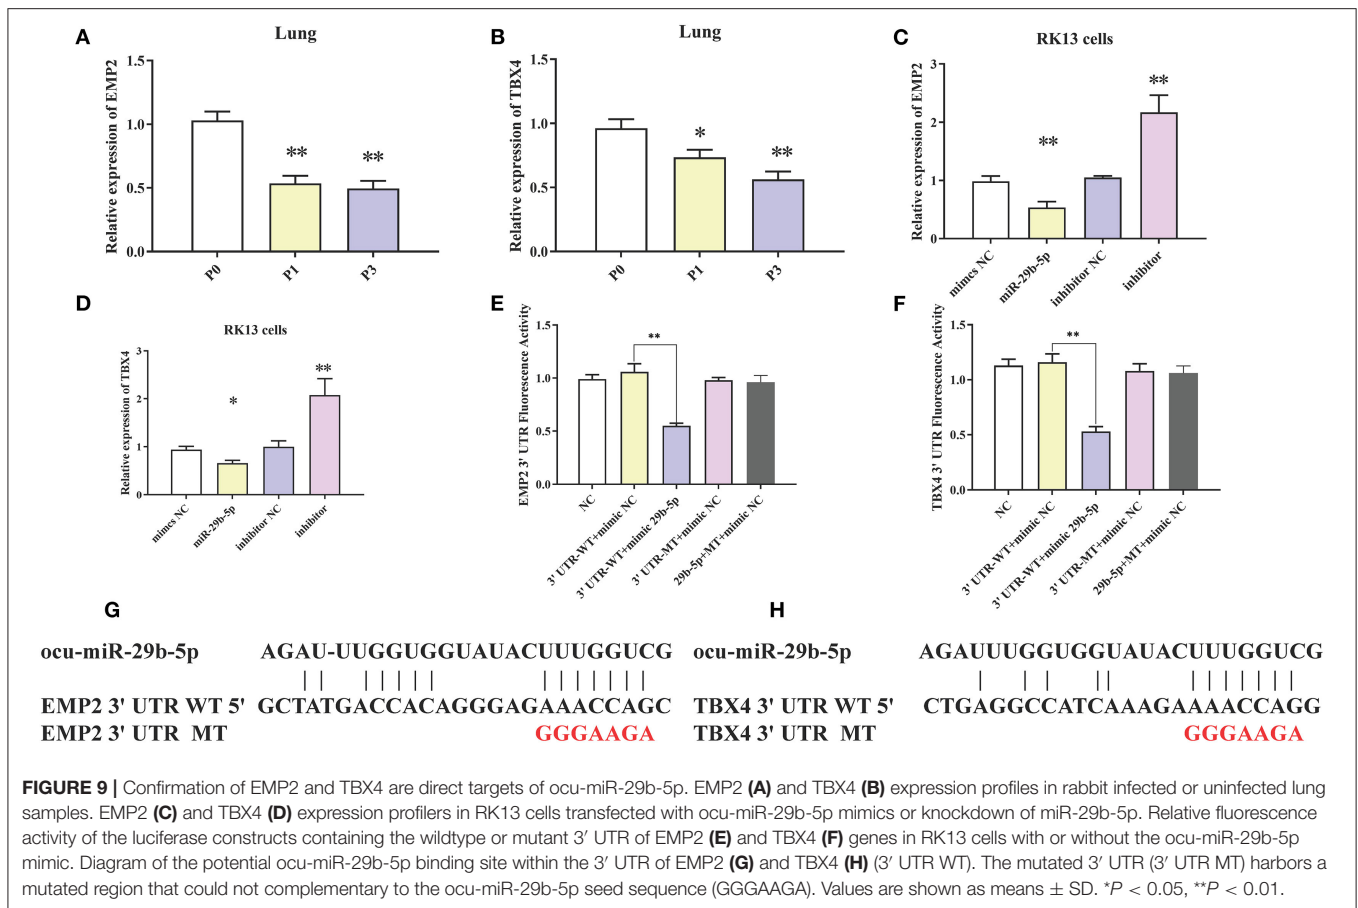 A
Lung
Relative expression of EMP2
1.5
1.0
0.5
0.0
**
**
P0
P1
P3
B
Lung
Relative expression of TBX4
1.5
1.0
0.5
0.0
*
**
P0
P1
P3
C
RK13 cells
Relative expression of EMP2
3
2
1
0
**
**
mimcs NC
miR-29b-5p
inhibitor NC
inhibitor
D
RK13 cells
Relative expression of TBX4
3
2
1
0
*
**
mimcs NC
miR-29b-5p
inhibitor NC
inhibitor
E
EMP2 3' UTR Fluorescence Activity
1.5
1.0
0.5
0.0
**
NC
3' UTR-WT+mimic NC
3' UTR-WT+mimic 29b-5p
3' UTR-MT+mimic NC
29b-5p+MT+mimic NC
F
TBX4 3' UTR Fluorescence Activity
1.5
1.0
0.5
0.0
**
NC
3' UTR-WT+mimic NC
3' UTR-WT+mimic 29b-5p
3' UTR-MT+mimic NC
29b-5p+MT+mimic NC
G
ocu-miR-29b-5p AGAU-UUGGUGGUAUACUUUGGUCG
EMP2 3' UTR WT 5' GCTATGACCACAGGGAGAAACCAGC
EMP2 3' UTR MT GGGAAGA
H
ocu-miR-29b-5p AGAUUUGGUGGUAUACUUUGGUCG
TBX4 3' UTR WT 5' CTGAGGCCATCAAAGAAAACCAGG
TBX4 3' UTR MT GGGAAGA
FIGURE 9 | Confirmation of EMP2 and TBX4 are direct targets of ocu-miR-29b-5p. EMP2 (A) and TBX4 (B) expression profiles in rabbit infected or uninfected lung
samples. EMP2 (C) and TBX4 (D) expression profilers in RK13 cells transfected with ocu-miR-29b-5p mimics or knockdown of miR-29b-5p. Relative fluorescence
activity of the luciferase constructs containing the wildtype or mutant 3′ UTR of EMP2 (E) and TBX4 (F) genes in RK13 cells with or without the ocu-miR-29b-5p
mimic. Diagram of the potential ocu-miR-29b-5p binding site within the 3′ UTR of EMP2 (G) and TBX4 (H) (3′ UTR WT). The mutated 3′ UTR (3′ UTR MT) harbors a
mutated region that could not complementary to the ocu-miR-29b-5p seed sequence (GGGAAGA). Values are shown as means ± SD. *P < 0.05, **P < 0.01.